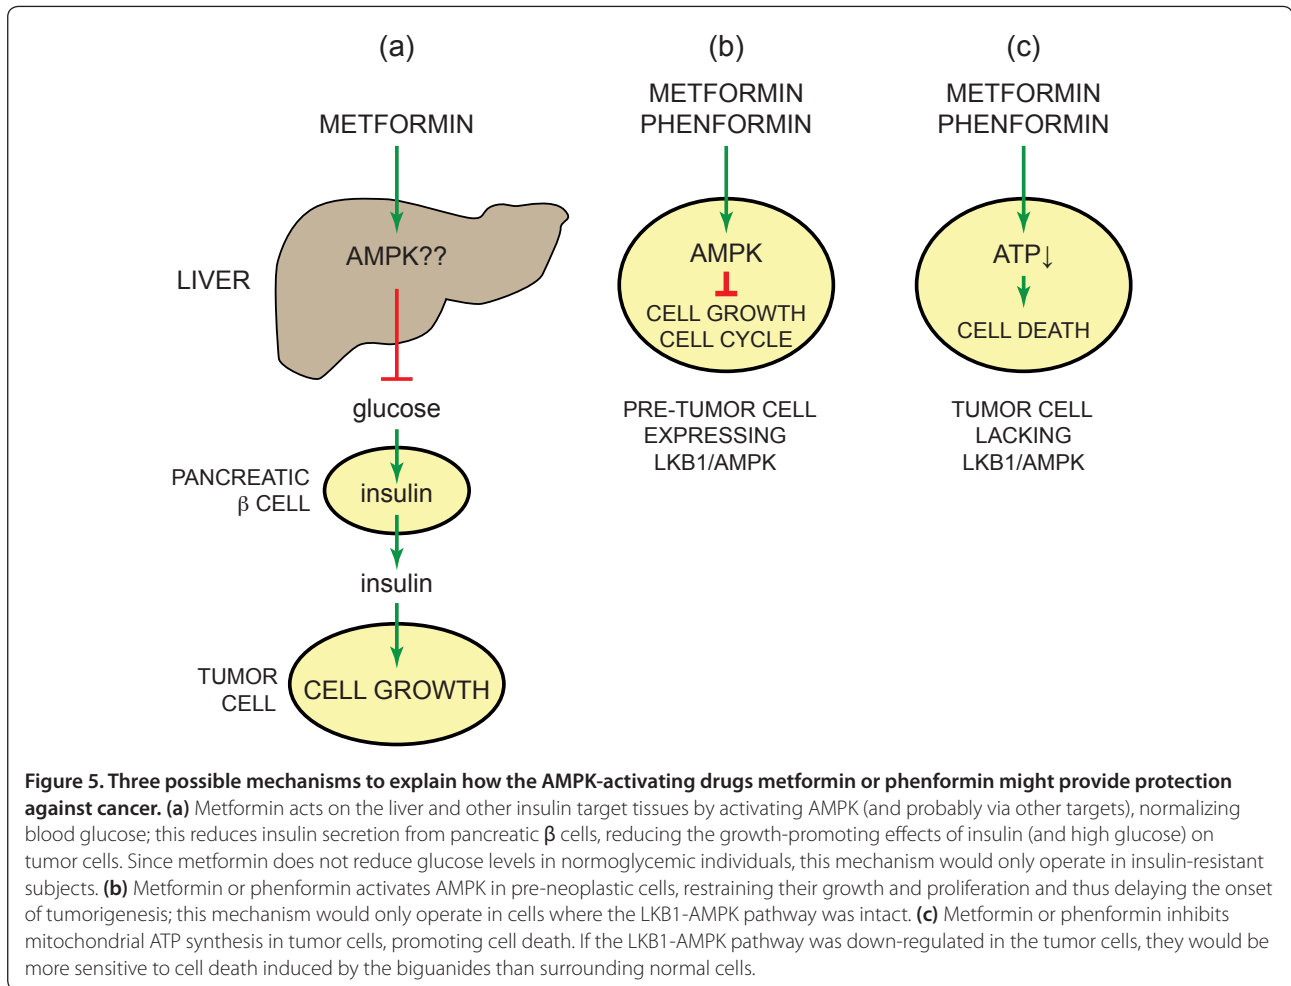 (a)
METFORMIN
AMPK??
LIVER
glucose
PANCREATIC
β CELL
insulin
insulin
TUMOR
CELL
CELL GROWTH
(b)
METFORMIN
PHENFORMIN
AMPK
CELL GROWTH
CELL CYCLE
PRE-TUMOR CELL
EXPRESSING
LKB1/AMPK
(c)
METFORMIN
PHENFORMIN
ATP↓
CELL DEATH
TUMOR CELL
LACKING
LKB1/AMPK
Figure 5. Three possible mechanisms to explain how the AMPK-activating drugs metformin or phenformin might provide protection
against cancer. (a) Metformin acts on the liver and other insulin target tissues by activating AMPK (and probably via other targets), normalizing
blood glucose; this reduces insulin secretion from pancreatic β cells, reducing the growth-promoting effects of insulin (and high glucose) on
tumor cells. Since metformin does not reduce glucose levels in normoglycemic individuals, this mechanism would only operate in insulin-resistant
subjects. (b) Metformin or phenformin activates AMPK in pre-neoplastic cells, restraining their growth and proliferation and thus delaying the onset
of tumorigenesis; this mechanism would only operate in cells where the LKB1-AMPK pathway was intact. (c) Metformin or phenformin inhibits
mitochondrial ATP synthesis in tumor cells, promoting cell death. If the LKB1-AMPK pathway was down-regulated in the tumor cells, they would be
more sensitive to cell death induced by the biguanides than surrounding normal cells.